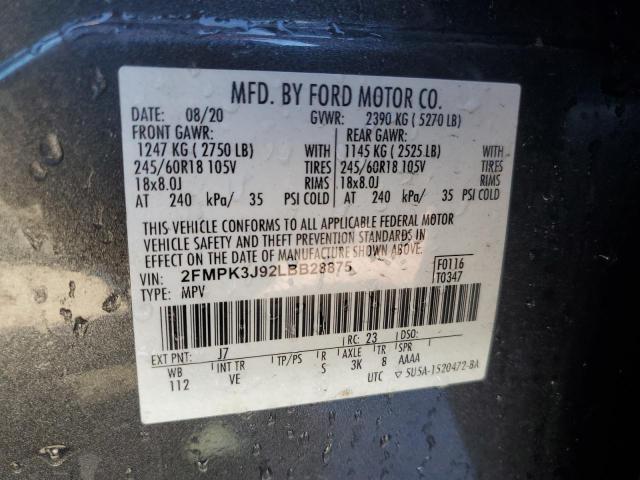 MFD. BY FORD MOTOR CO.
DATE: 08/20 GVWR: 2390 KG ( 5270 LB)
FRONT GAWR: REAR GAWR:
1247 KG ( 2750 LB) WITH 1145 KG ( 2525 LB) WITH
245/60R18 105V TIRES 245/60R18 105V TIRES
18x8.0J RIMS 18x8.0J RIMS
AT 240 kPa/ 35 PSI COLD AT 240 kPa/ 35 PSI COLD
THIS VEHICLE CONFORMS TO ALL APPLICABLE FEDERAL MOTOR
VEHICLE SAFETY AND THEFT PREVENTION STANDARDS IN
EFFECT ON THE DATE OF MANUFACTURE SHOWN ABOVE.
VIN: 2FMPK3J92LBB28875 F0116
TYPE: MPV T0347
EXT PNT: J7 RC: 23 DSO:
WB INT TR TP/PS R AXLE TR SPR
112 VE S 3K 8 AAAA
UTC ▽ 5U5A-1520472-BA